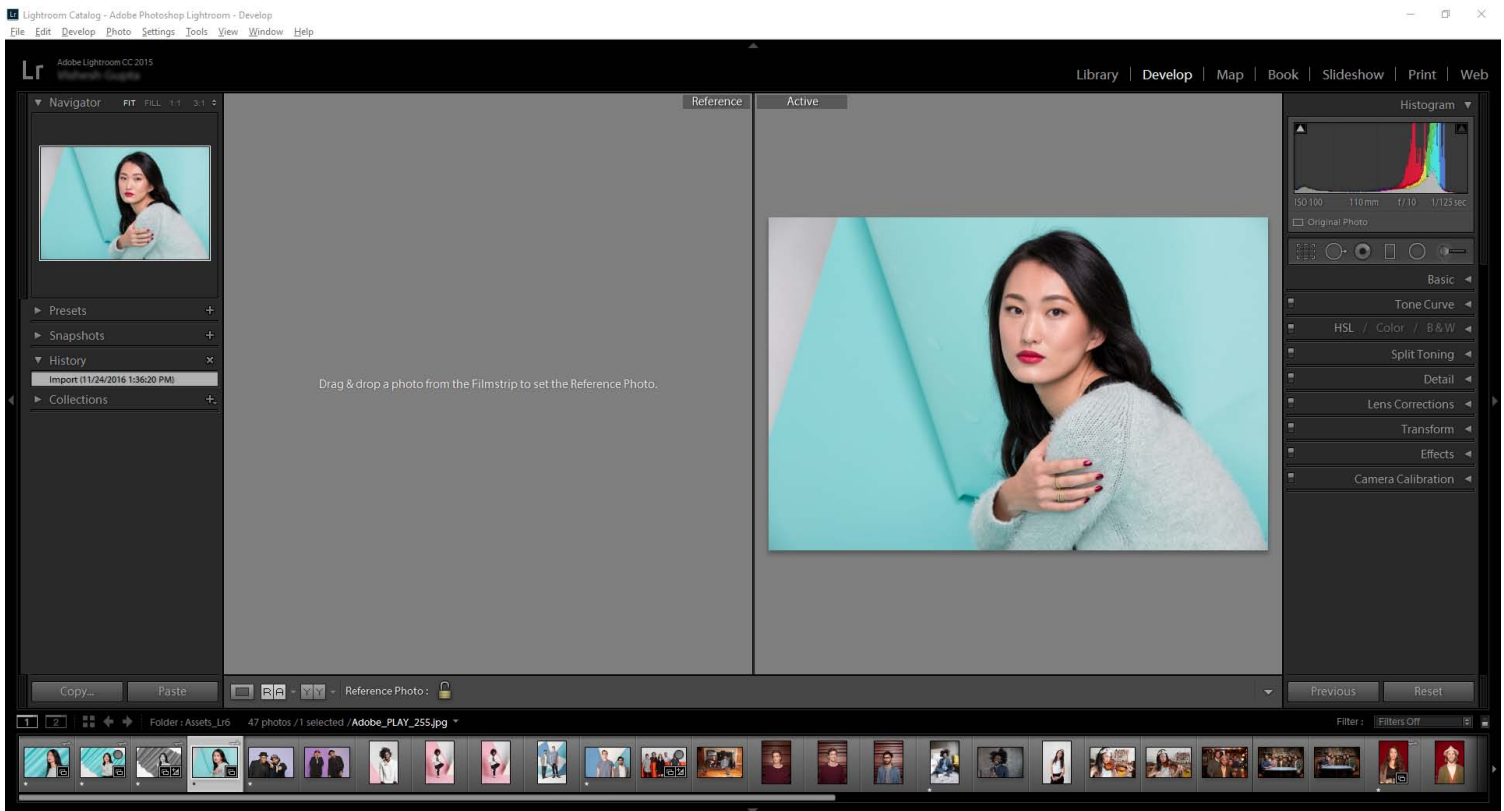 Lightroom Catalog - Adobe Photoshop Lightroom - Develop
File Edit Develop Photo Settings Tools View Window Help
Lr Adobe Lightroom CC 2015
Library | Develop | Map | Book | Slideshow | Print | Web
Navigator FIT FILL 1:1 3:1
Reference
Active
Histogram
ISO 100 110 mm f / 10 1/125 sec
Original Photo
Presets
Snapshots
History
Import (11/24/2016 1:36:20 PM)
Collections
Drag & drop a photo from the Filmstrip to set the Reference Photo.
Basic
Tone Curve
HSL / Color / B & W
Split Toning
Detail
Lens Corrections
Transform
Effects
Camera Calibration
Copy... Paste
R A Y Y Reference Photo :
Previous Reset
1 2 Folder : Assets_Lr6 47 photos / 1 selected / Adobe_PLAY_255.jpg
Filter : Filters Off